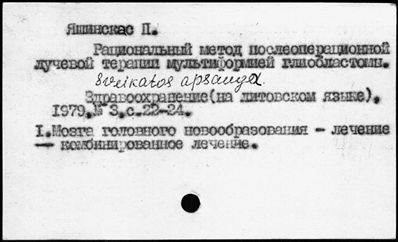 Яшинскас П.
Рациональный метод послеоперационной
лучевой терапии мультиформией глиобластомы.
Sveikatos apsauga.
Здравоохранение(на литовском языке),
1979,№ 3,с.22-24.
I.Мозга головного новообразования - лечение
— комбинированное лечение.